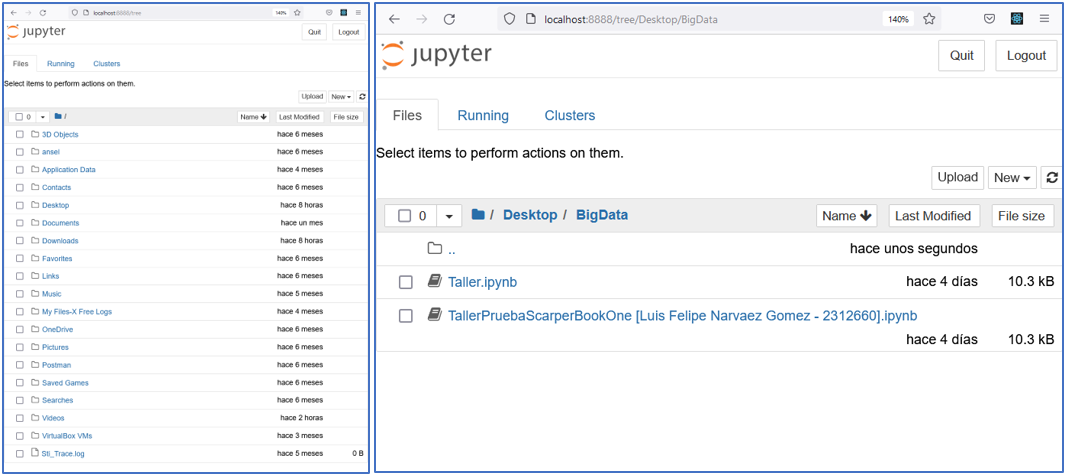 localhost:8888/tree
140%
jupyter
Quit
Logout
Files
Running
Clusters
Select items to perform actions on them.
Upload
New
0
/
Name
Last Modified
File size
3D Objects
hace 6 meses
ansel
hace 6 meses
Application Data
hace 4 meses
Contacts
hace 6 meses
Desktop
hace 8 horas
Documents
hace un mes
Downloads
hace 8 horas
Favorites
hace 6 meses
Links
hace 6 meses
Music
hace 5 meses
My Files-X Free Logs
hace 4 meses
OneDrive
hace 6 meses
Pictures
hace 6 meses
Postman
hace 6 meses
Saved Games
hace 6 meses
Searches
hace 6 meses
Videos
hace 2 horas
VirtualBox VMs
hace 3 meses
Sti_Trace.log
hace 5 meses
0 B
localhost:8888/tree/Desktop/BigData
140%
jupyter
Quit
Logout
Files
Running
Clusters
Select items to perform actions on them.
Upload
New
0
/ Desktop / BigData
Name
Last Modified
File size
..
hace unos segundos
Taller.ipynb
hace 4 días
10.3 kB
TallerPruebaScarperBookOne [Luis Felipe Narvaez Gomez - 2312660].ipynb
hace 4 días
10.3 kB